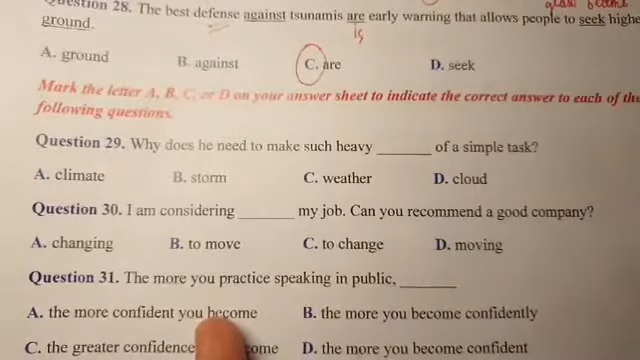 glass become
Question 28. The best defense against tsunamis are early warning that allows people to seek highe
is
ground.
A. ground B. against C. are D. seek
Mark the letter A, B, C, or D on your answer sheet to indicate the correct answer to each of the
following questions.
Question 29. Why does he need to make such heavy _______ of a simple task?
A. climate B. storm C. weather D. cloud
Question 30. I am considering _______ my job. Can you recommend a good company?
A. changing B. to move C. to change D. moving
Question 31. The more you practice speaking in public, _______
A. the more confident you become B. the more you become confidently
C. the greater confidence ome D. the more you become confident